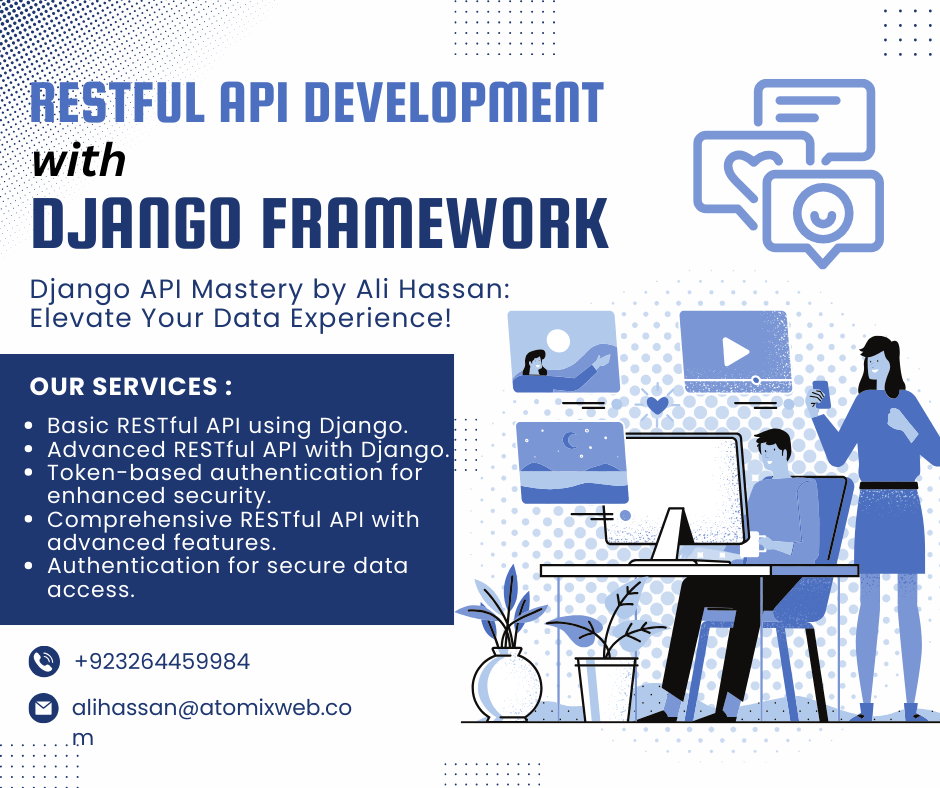 RESTFUL API DEVELOPMENT
with
DJANGO FRAMEWORK
Django API Mastery by Ali Hassan:
Elevate Your Data Experience!
OUR SERVICES :
• Basic RESTful API using Django.
• Advanced RESTful API with Django.
• Token-based authentication for
enhanced security.
• Comprehensive RESTful API with
advanced features.
• Authentication for secure data
access.
+923264459984
alihassan@atomixweb.co
m